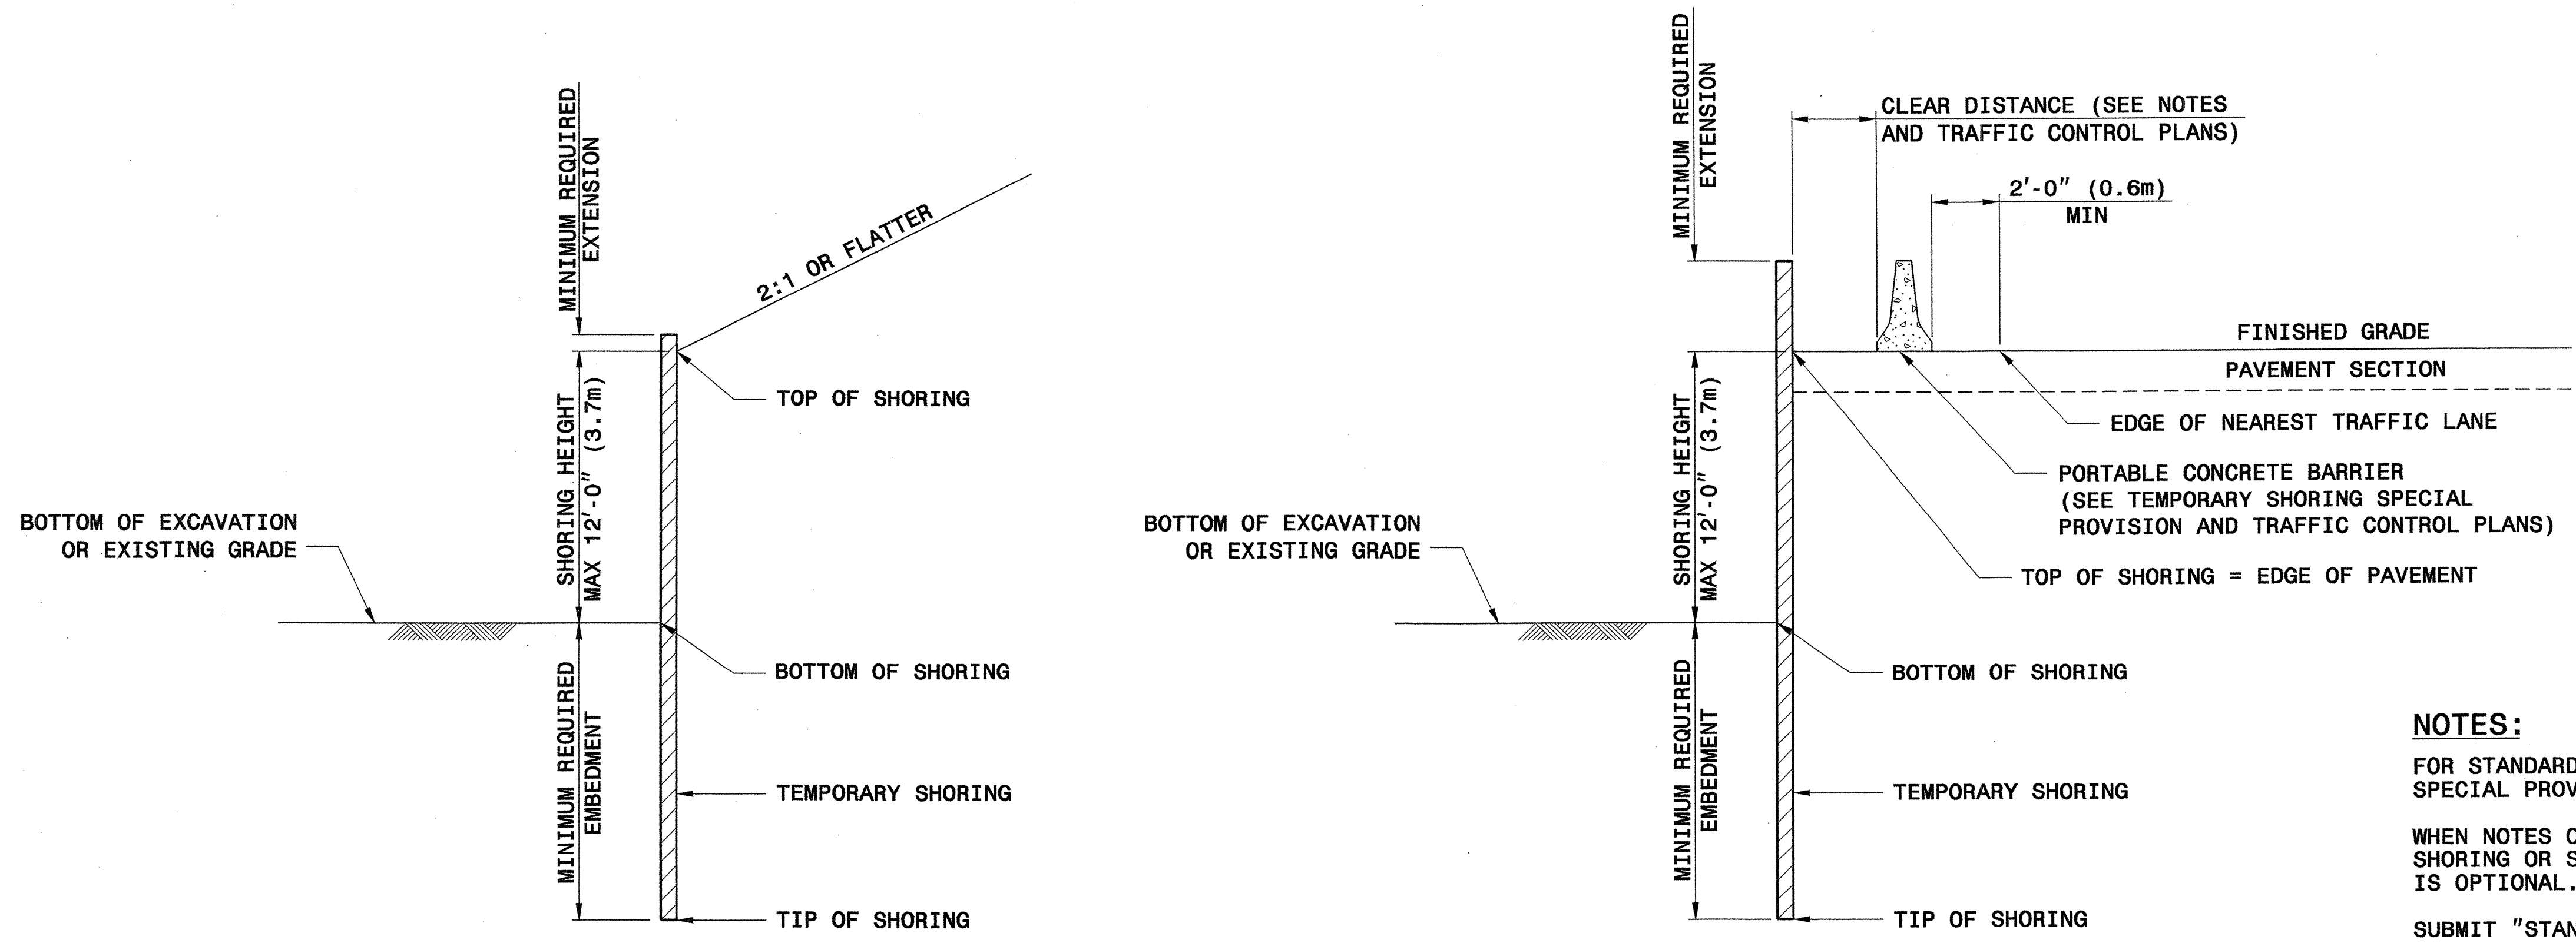 MINIMUM REQUIRED
EXTENSION
2:1 OR FLATTER
SHORING HEIGHT
MAX 12'-0" (3.7m)
TOP OF SHORING
BOTTOM OF EXCAVATION
OR EXISTING GRADE
BOTTOM OF SHORING
MINIMUM REQUIRED
EMBEDMENT
TEMPORARY SHORING
TIP OF SHORING
MINIMUM REQUIRED
EXTENSION
CLEAR DISTANCE (SEE NOTES
AND TRAFFIC CONTROL PLANS)
2'-0" (0.6m)
MIN
FINISHED GRADE
PAVEMENT SECTION
EDGE OF NEAREST TRAFFIC LANE
PORTABLE CONCRETE BARRIER
(SEE TEMPORARY SHORING SPECIAL
PROVISION AND TRAFFIC CONTROL PLANS)
TOP OF SHORING = EDGE OF PAVEMENT
SHORING HEIGHT
MAX 12'-0" (3.7m)
BOTTOM OF EXCAVATION
OR EXISTING GRADE
BOTTOM OF SHORING
MINIMUM REQUIRED
EMBEDMENT
TEMPORARY SHORING
TIP OF SHORING
NOTES:
FOR STANDARD
SPECIAL PROV
WHEN NOTES
SHORING OR S
IS OPTIONAL.
SUBMIT "STAN